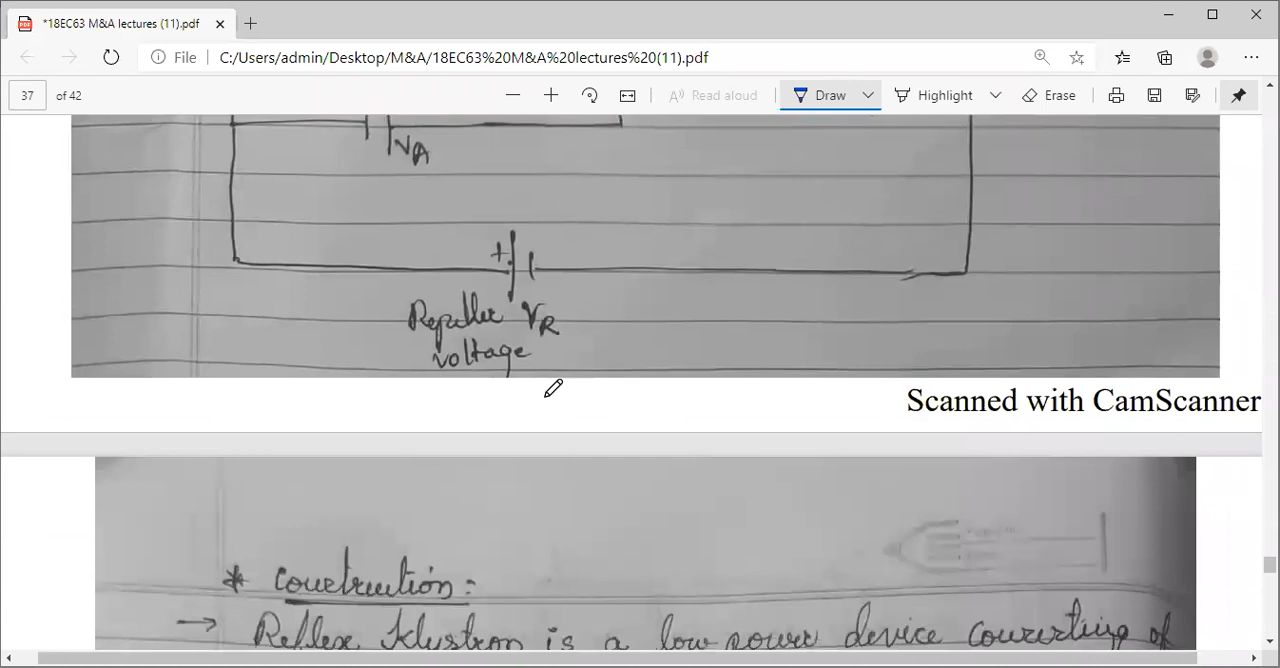 *18EC63 M&A lectures (11).pdf
File
C:/Users/admin/Desktop/M&A/18EC63%20M&A%20lectures%20(11).pdf
37 of 42
Read aloud
Draw
Highlight
Erase
VA
+
Repeller VR
voltage
Scanned with CamScanner
* Construction :
→ Reflex Klystron is a low power device consisting of